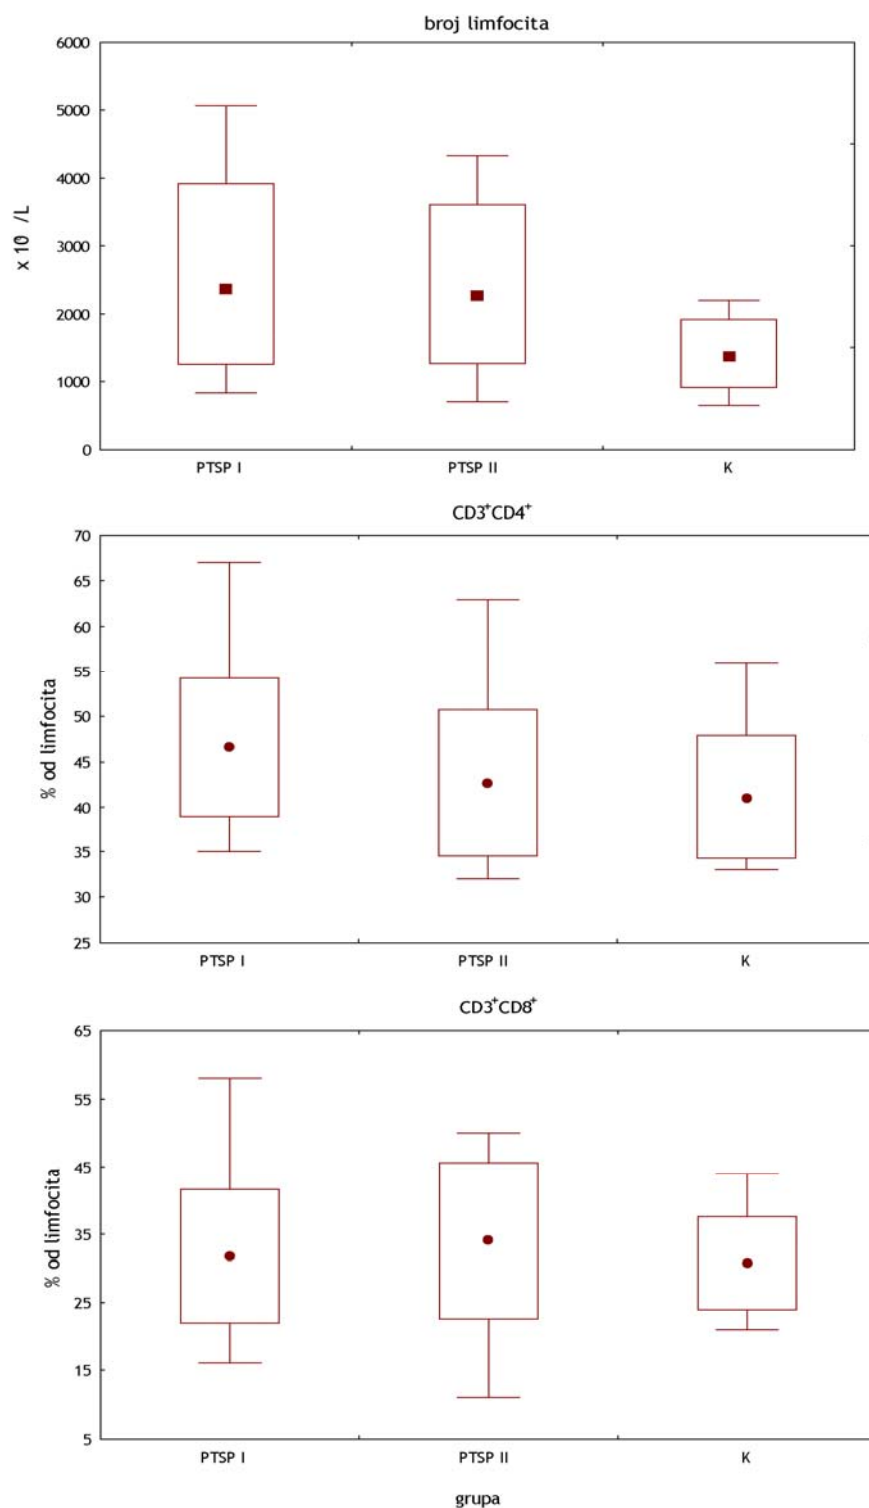 broj limfocita
6000
5000
4000
3000
2000
1000
0
x 10 /L
PTSP I PTSP II K
CD3⁺CD4⁺
70
65
60
55
50
45
40
35
30
25
% od limfocita
PTSP I PTSP II K
CD3⁺CD8⁺
65
55
45
35
25
15
5
% od limfocita
PTSP I PTSP II K
grupa